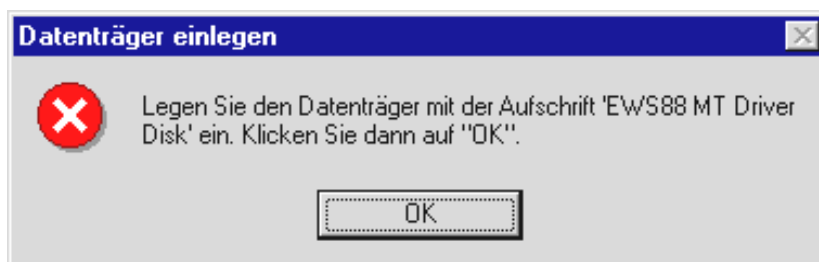 Datenträger einlegen
Legen Sie den Datenträger mit der Aufschrift 'EWS88 MT Driver
Disk' ein. Klicken Sie dann auf "OK".
OK